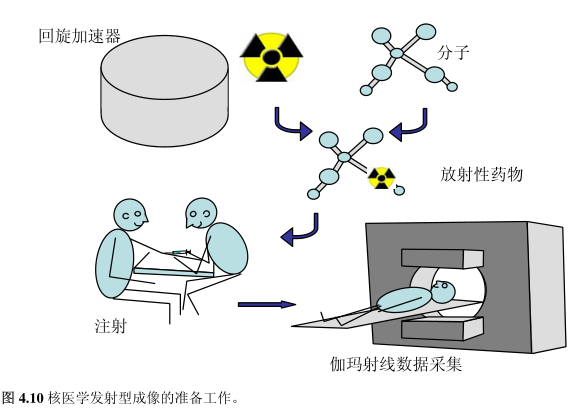 回旋加速器
分子
放射性药物
注射
伽玛射线数据采集
图 4.10 核医学发射型成像的准备工作。